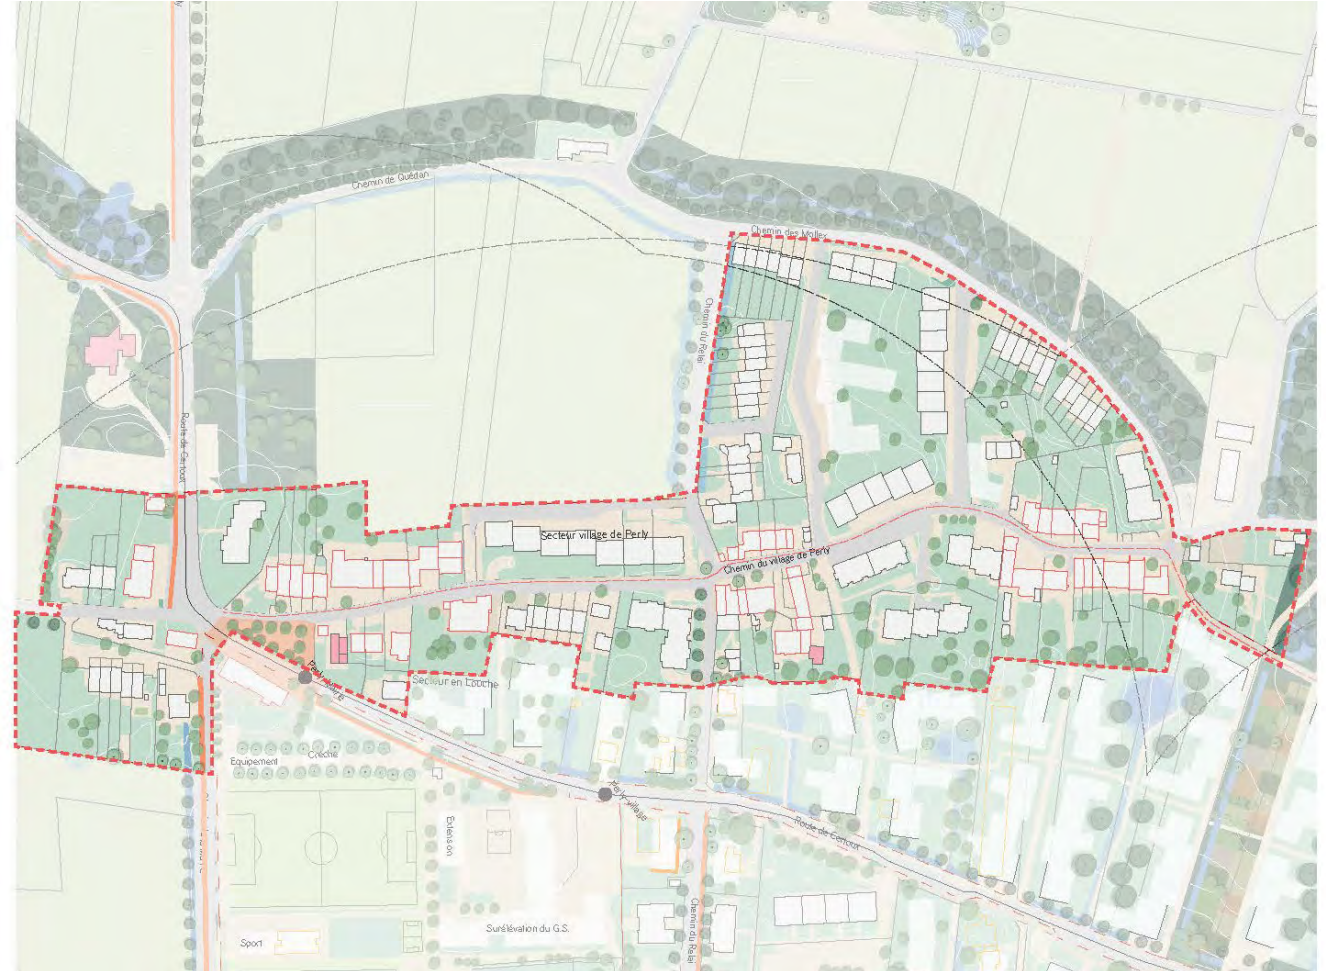 Chemin de Quédan
Chemin des Mollex
Chemin du Relai
Route de Certoux
Secteur village de Perly
Chemin du village de Perly
Secteur en Louche
Crèche
Equipement
Perly-village
Route de Certoux
Extension
Chemin du Relai
Surélévation du G.S.
Sport